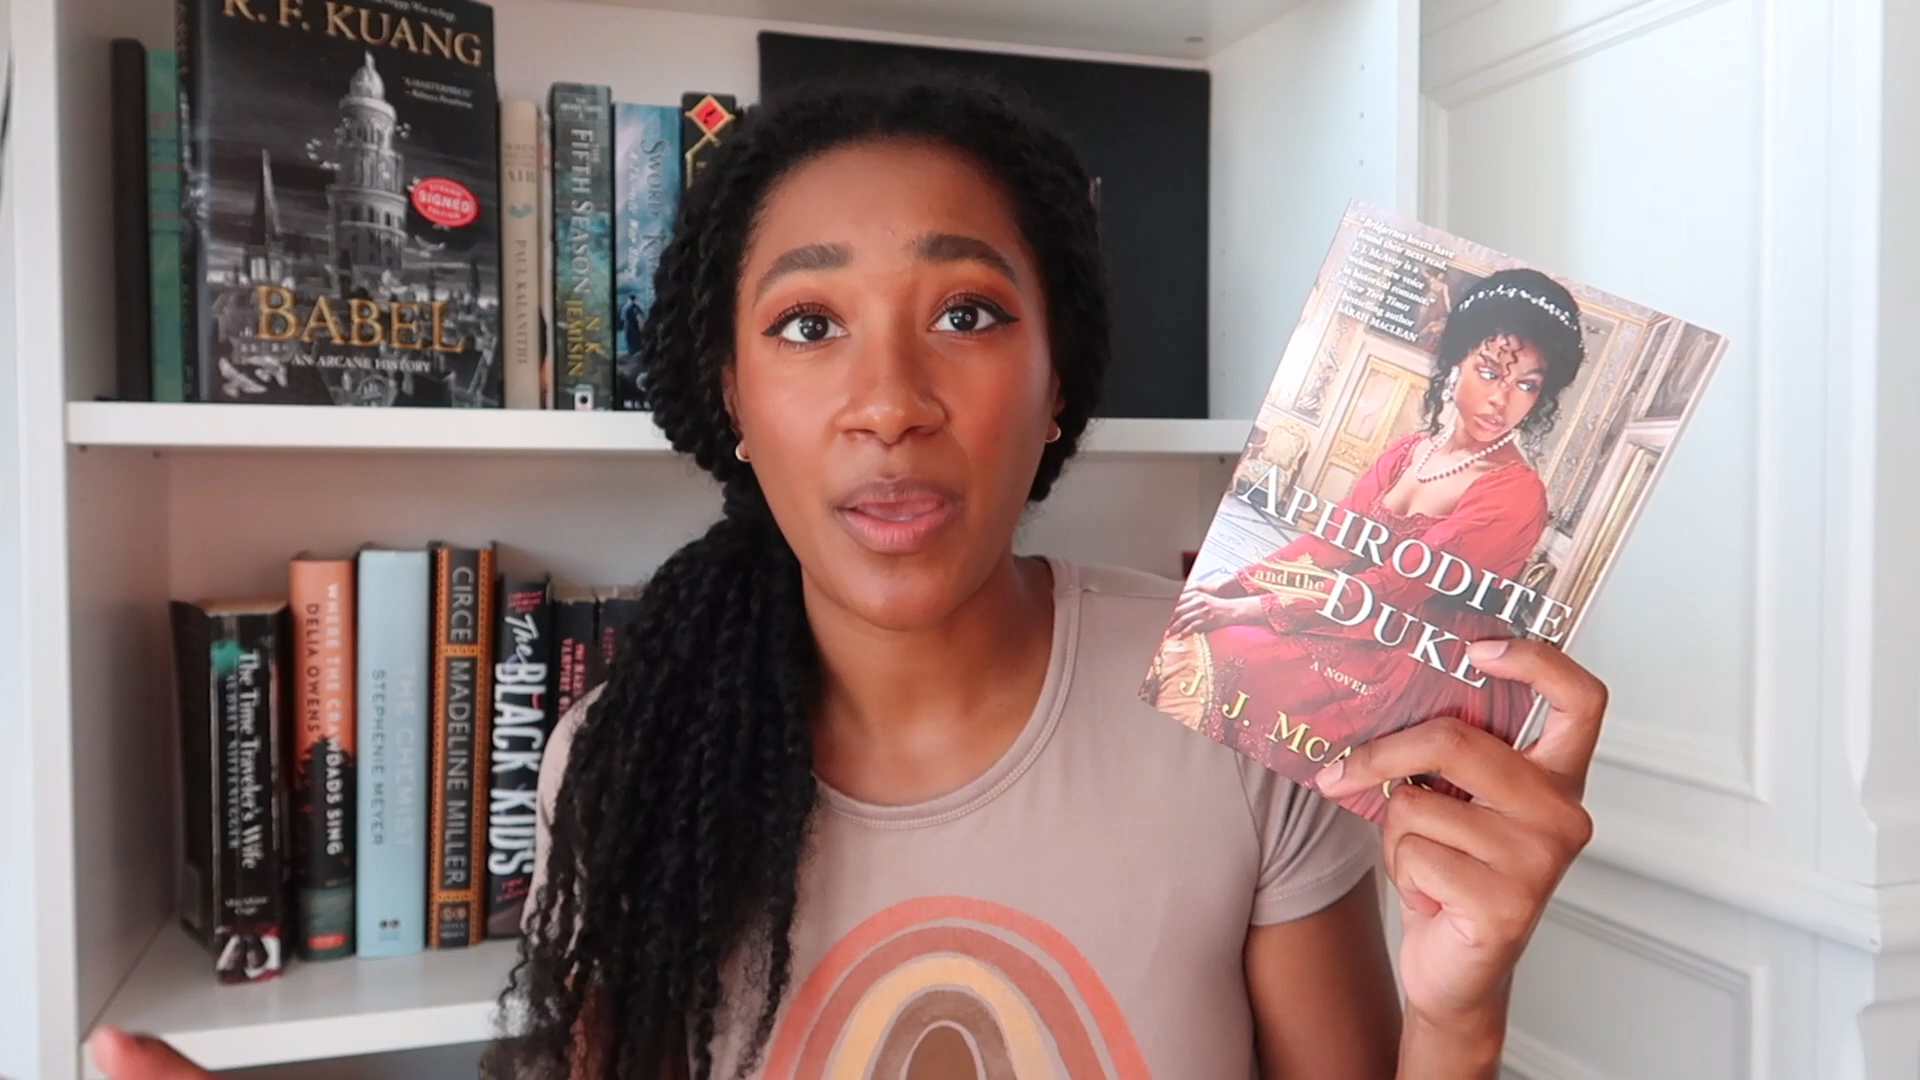 R. F. KUANG
"A MASTERPIECE."
SIGNED
BABEL
AN ARCANE HISTORY
AIR
PAUL KALANITHI
THE
FIFTH SEASON
N. K.
JEMISIN
SWORD
"Bridgerton lovers have
found their next read.
J. J. McAvoy is a
welcome new voice
in historical romance."
—New York Times
bestselling author
SARAH MACLEAN
APHRODITE
and the
DUKE
A NOVEL
J. J. MCA
The Time Traveler's Wife
AUDREY NIFFENEGGER
WHERE THE CRAWDADS SING
DELIA OWENS
THE CHEMIST
STEPHENIE MEYER
CIRCE MADELINE MILLER
The BLACK KIDS